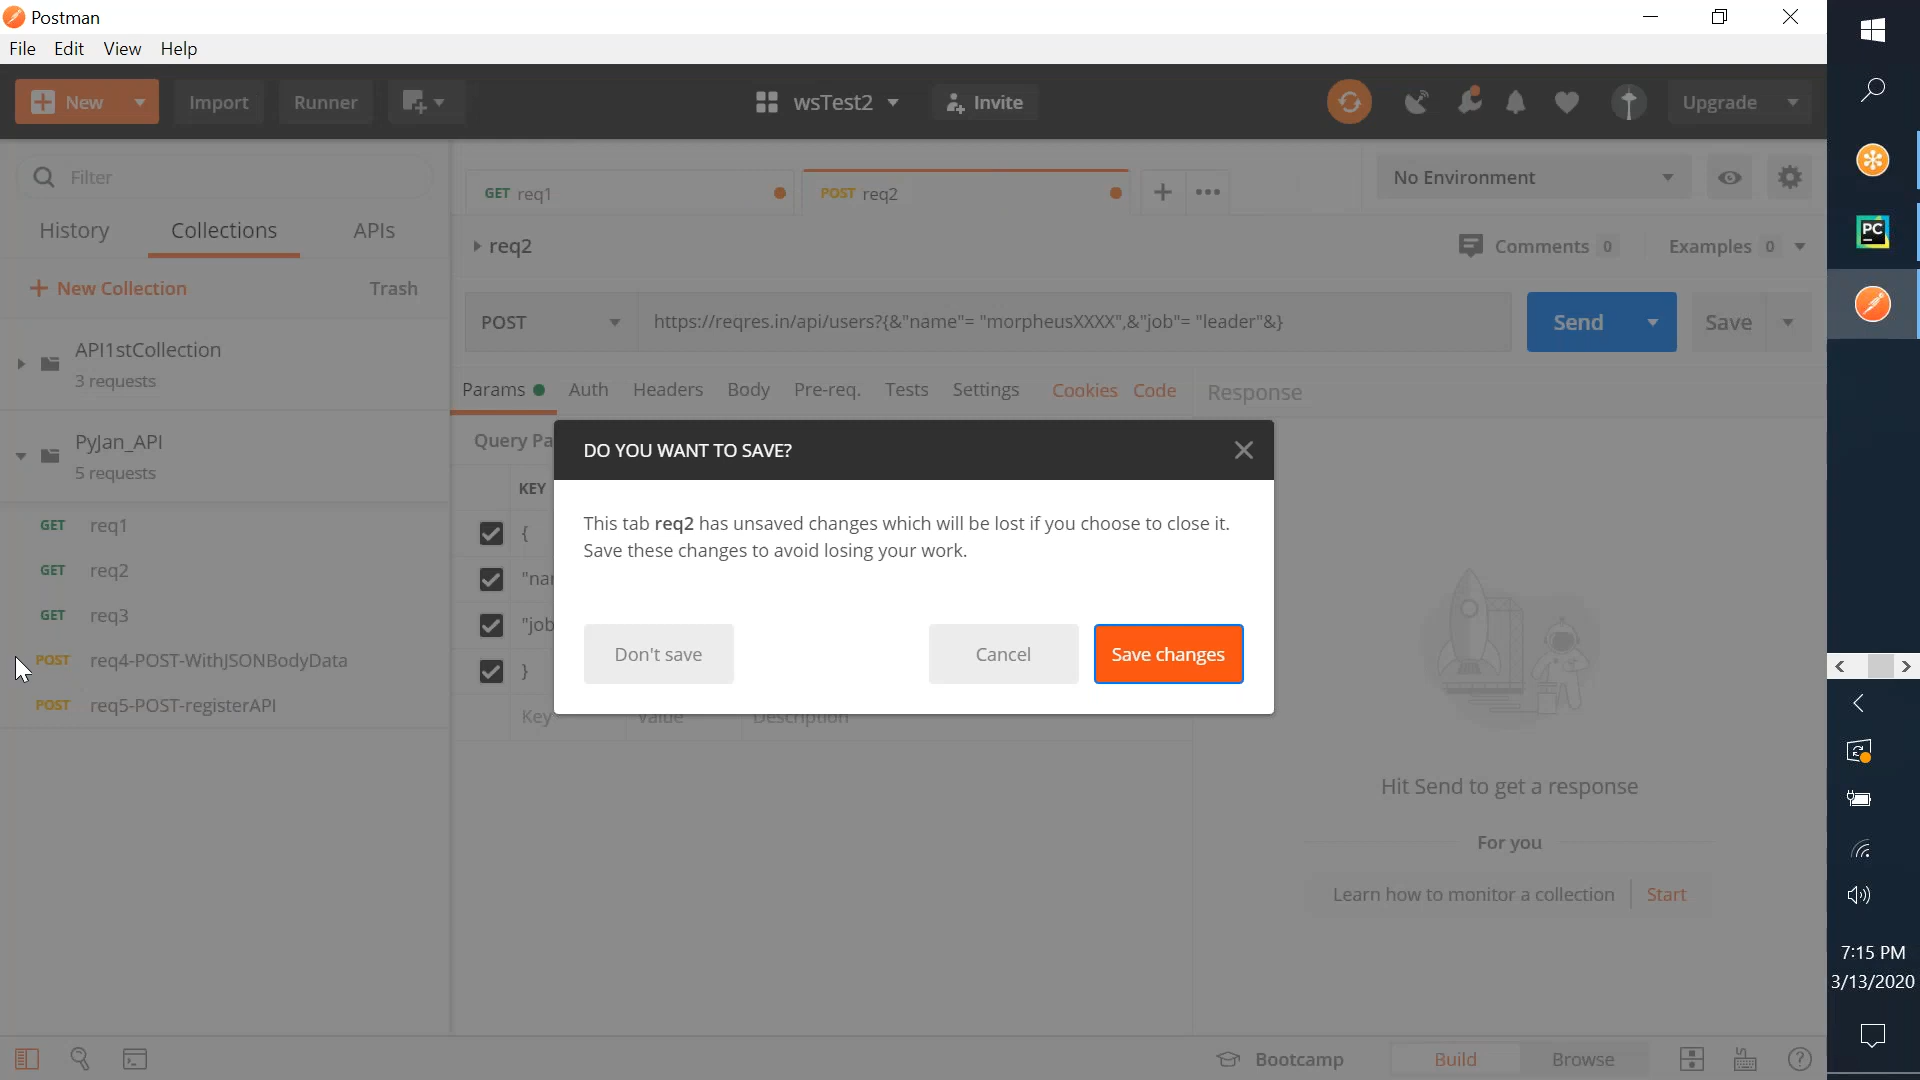 Postman
File Edit View Help
New Import Runner wsTest2 Invite Upgrade
Filter
History Collections APIs
New Collection Trash
API1stCollection
3 requests
PyJan_API
5 requests
GET req1
GET req2
GET req3
POST req4-POST-WithJSONBodyData
POST req5-POST-registerAPI
GET req1 POST req2 No Environment
req2 Comments 0 Examples 0
POST https://reqres.in/api/users?{&"name"= "morpheusXXXX",&"job"= "leader"&} Send Save
Params Auth Headers Body Pre-req. Tests Settings Cookies Code Response
Query Pa
KEY
{
"nar
"job
}
Key Value Description
DO YOU WANT TO SAVE?
This tab req2 has unsaved changes which will be lost if you choose to close it.
Save these changes to avoid losing your work.
Don't save Cancel Save changes
Hit Send to get a response
For you
Learn how to monitor a collection Start
Bootcamp Build Browse
PC
7:15 PM
3/13/2020